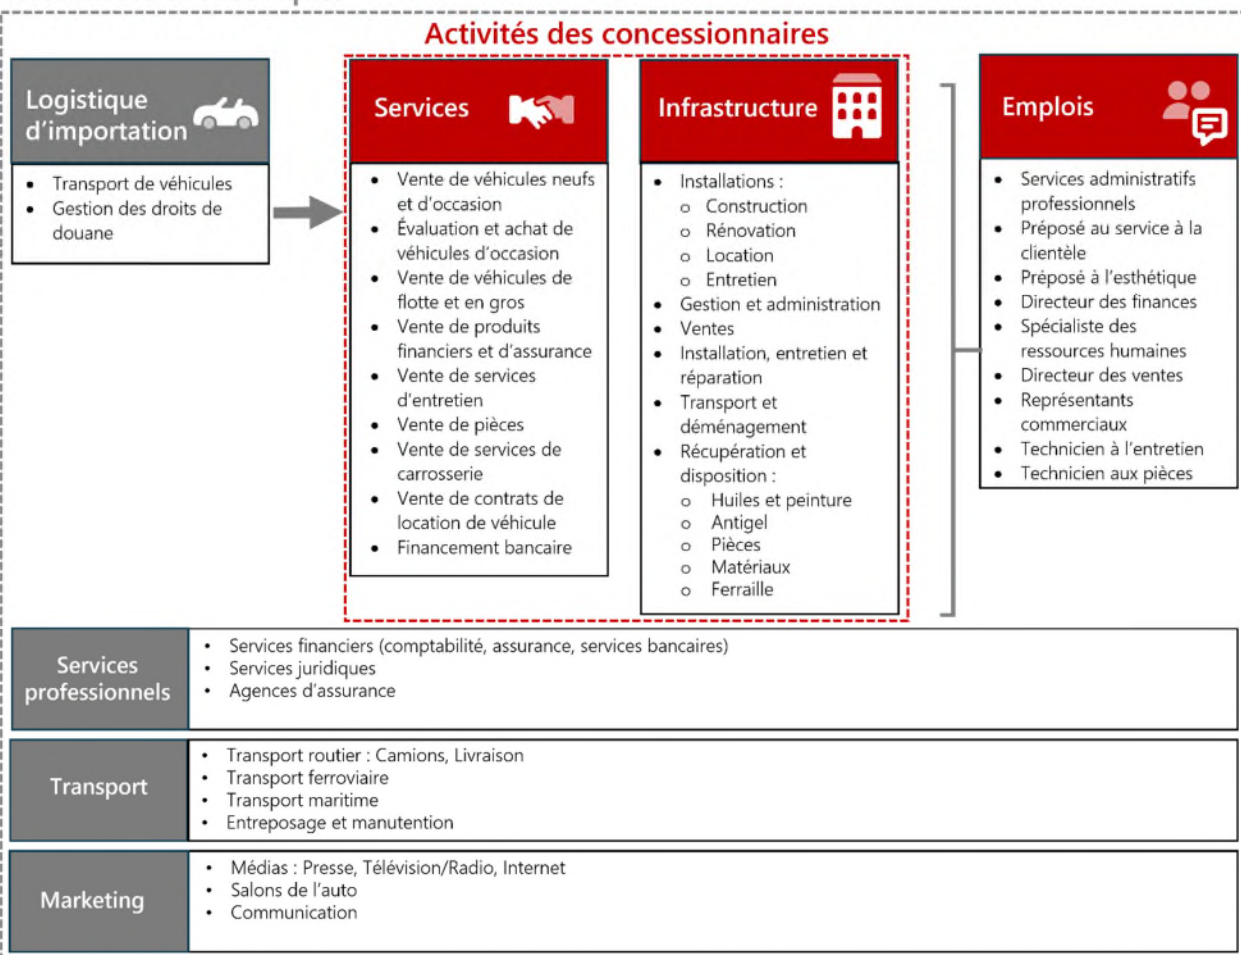 Activités des concessionnaires
Logistique
d'importation
• Transport de véhicules
• Gestion des droits de
douane
Services
• Vente de véhicules neufs
et d'occasion
• Évaluation et achat de
véhicules d'occasion
• Vente de véhicules de
flotte et en gros
• Vente de produits
financiers et d'assurance
• Vente de services
d'entretien
• Vente de pièces
• Vente de services de
carrosserie
• Vente de contrats de
location de véhicule
• Financement bancaire
Infrastructure
• Installations :
o Construction
o Rénovation
o Location
o Entretien
• Gestion et administration
• Ventes
• Installation, entretien et
réparation
• Transport et
déménagement
• Récupération et
disposition :
o Huiles et peinture
o Antigel
o Pièces
o Matériaux
o Ferraille
Emplois
• Services administratifs
professionnels
• Préposé au service à la
clientèle
• Préposé à l'esthétique
• Directeur des finances
• Spécialiste des
ressources humaines
• Directeur des ventes
• Représentants
commerciaux
• Technicien à l'entretien
• Technicien aux pièces
Services
professionnels
• Services financiers (comptabilité, assurance, services bancaires)
• Services juridiques
• Agences d'assurance
Transport
• Transport routier : Camions, Livraison
• Transport ferroviaire
• Transport maritime
• Entreposage et manutention
Marketing
• Médias : Presse, Télévision/Radio, Internet
• Salons de l'auto
• Communication